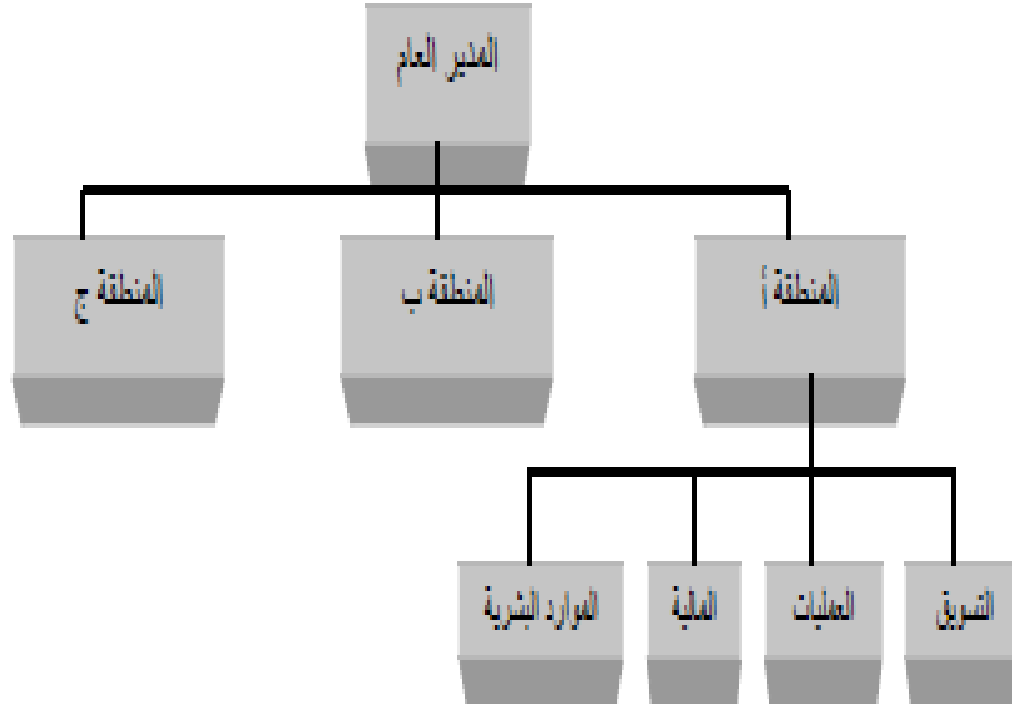 المدير العام
المنطقة أ
المنطقة ب
المنطقة ج
التسويق
العمليات
المالية
الموارد البشرية